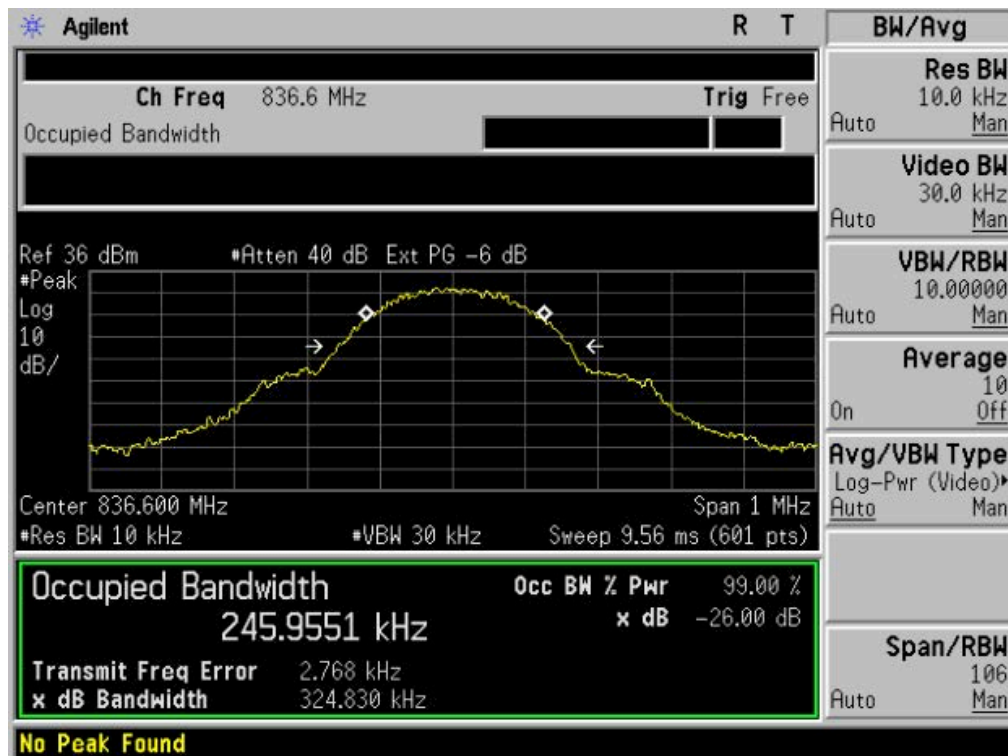 Agilent R T
Ch Freq 836.6 MHz Trig Free
Occupied Bandwidth
Ref 36 dBm #Atten 40 dB Ext PG -6 dB
#Peak
Log
10
dB/
Center 836.600 MHz Span 1 MHz
#Res BW 10 kHz #VBW 30 kHz Sweep 9.56 ms (601 pts)
Occupied Bandwidth Occ BW % Pwr 99.00 %
245.9551 kHz x dB -26.00 dB
Transmit Freq Error 2.768 kHz
x dB Bandwidth 324.830 kHz
No Peak Found
BW/Avg
Res BW
10.0 kHz
Auto Man
Video BW
30.0 kHz
Auto Man
VBW/RBW
10.00000
Auto Man
Average
10
On Off
Avg/VBW Type
Log-Pwr (Video)
Auto Man
Span/RBW
106
Auto Man